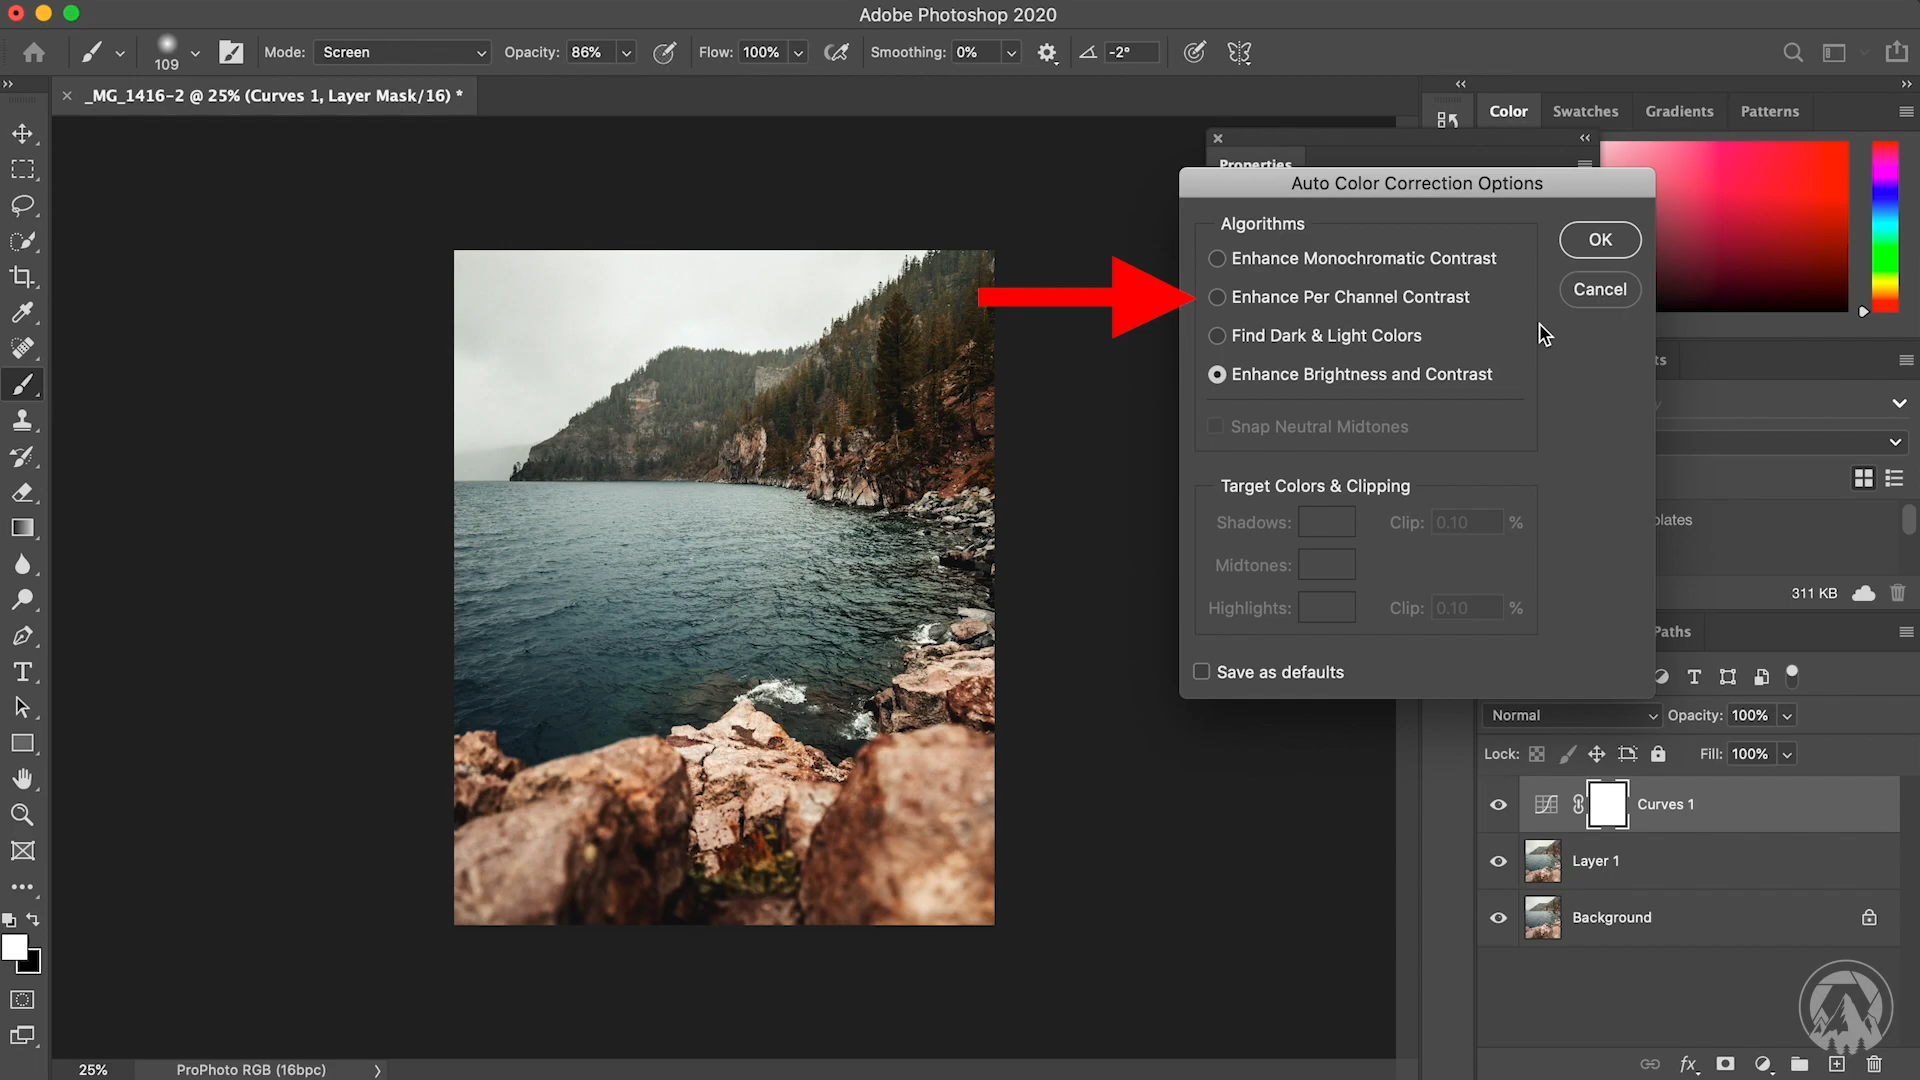 Adobe Photoshop 2020
109
Mode: Screen
Opacity: 86%
Flow: 100%
Smoothing: 0%
-2°
_MG_1416-2 @ 25% (Curves 1, Layer Mask/16) *
Color
Swatches
Gradients
Patterns
Properties
Auto Color Correction Options
Algorithms
Enhance Monochromatic Contrast
Enhance Per Channel Contrast
Find Dark & Light Colors
Enhance Brightness and Contrast
Snap Neutral Midtones
OK
Cancel
Target Colors & Clipping
Shadows:
Clip: 0.10 %
Midtones:
Highlights:
Clip: 0.10 %
Save as defaults
ts
plates
311 KB
Paths
Normal
Opacity: 100%
Lock:
Fill: 100%
Curves 1
Layer 1
Background
fx
25%
ProPhoto RGB (16bpc)